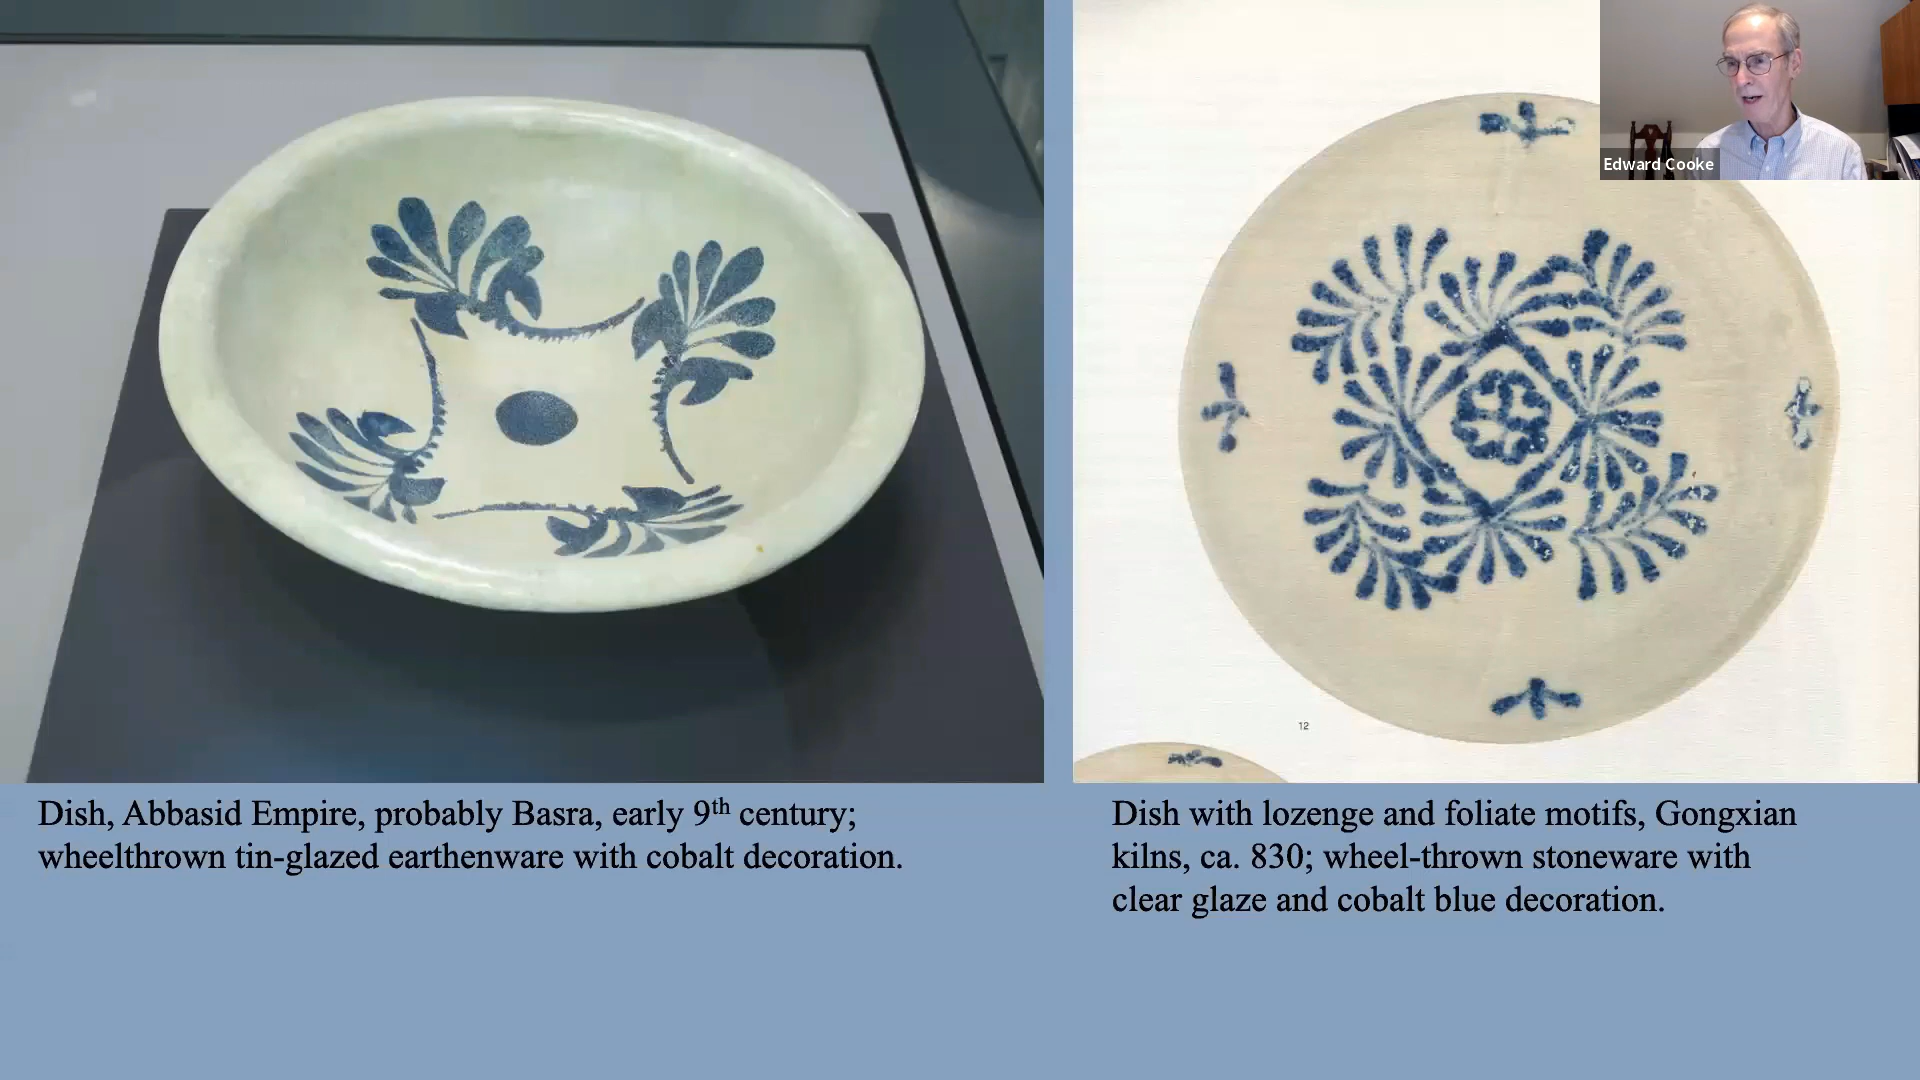 Edward Cooke
12
Dish, Abbasid Empire, probably Basra, early 9th century;
wheelthrown tin-glazed earthenware with cobalt decoration.
Dish with lozenge and foliate motifs, Gongxian
kilns, ca. 830; wheel-thrown stoneware with
clear glaze and cobalt blue decoration.